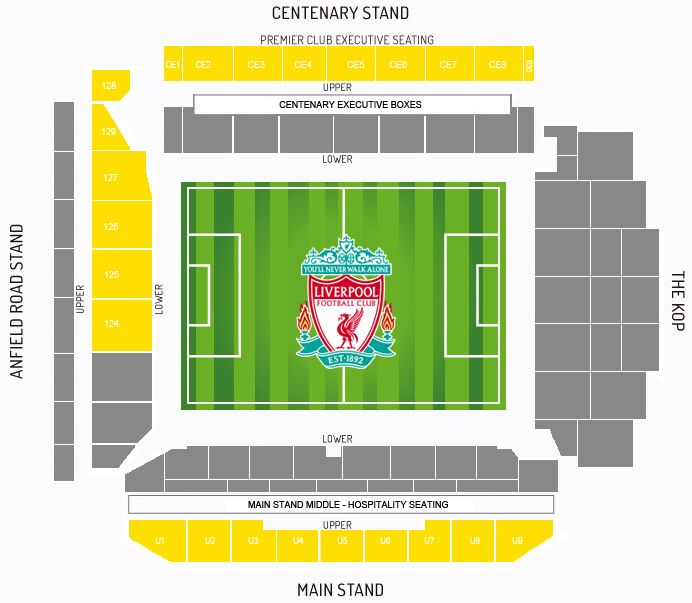 CENTENARY STAND
PREMIER CLUB EXECUTIVE SEATING
CE1 CE2 CE3 CE4 CE5 CE6 CE7 CE8
UPPER
CENTENARY EXECUTIVE BOXES
LOWER
128
129
127
126
125
124
ANFIELD ROAD STAND
UPPER
LOWER
YOU'LL NEVER WALK ALONE
LIVERPOOL
FOOTBALL CLUB
EST·1892
THE KOP
LOWER
MAIN STAND MIDDLE - HOSPITALITY SEATING
UPPER
U1 U2 U3 U4 U5 U6 U7 U8 U9
MAIN STAND